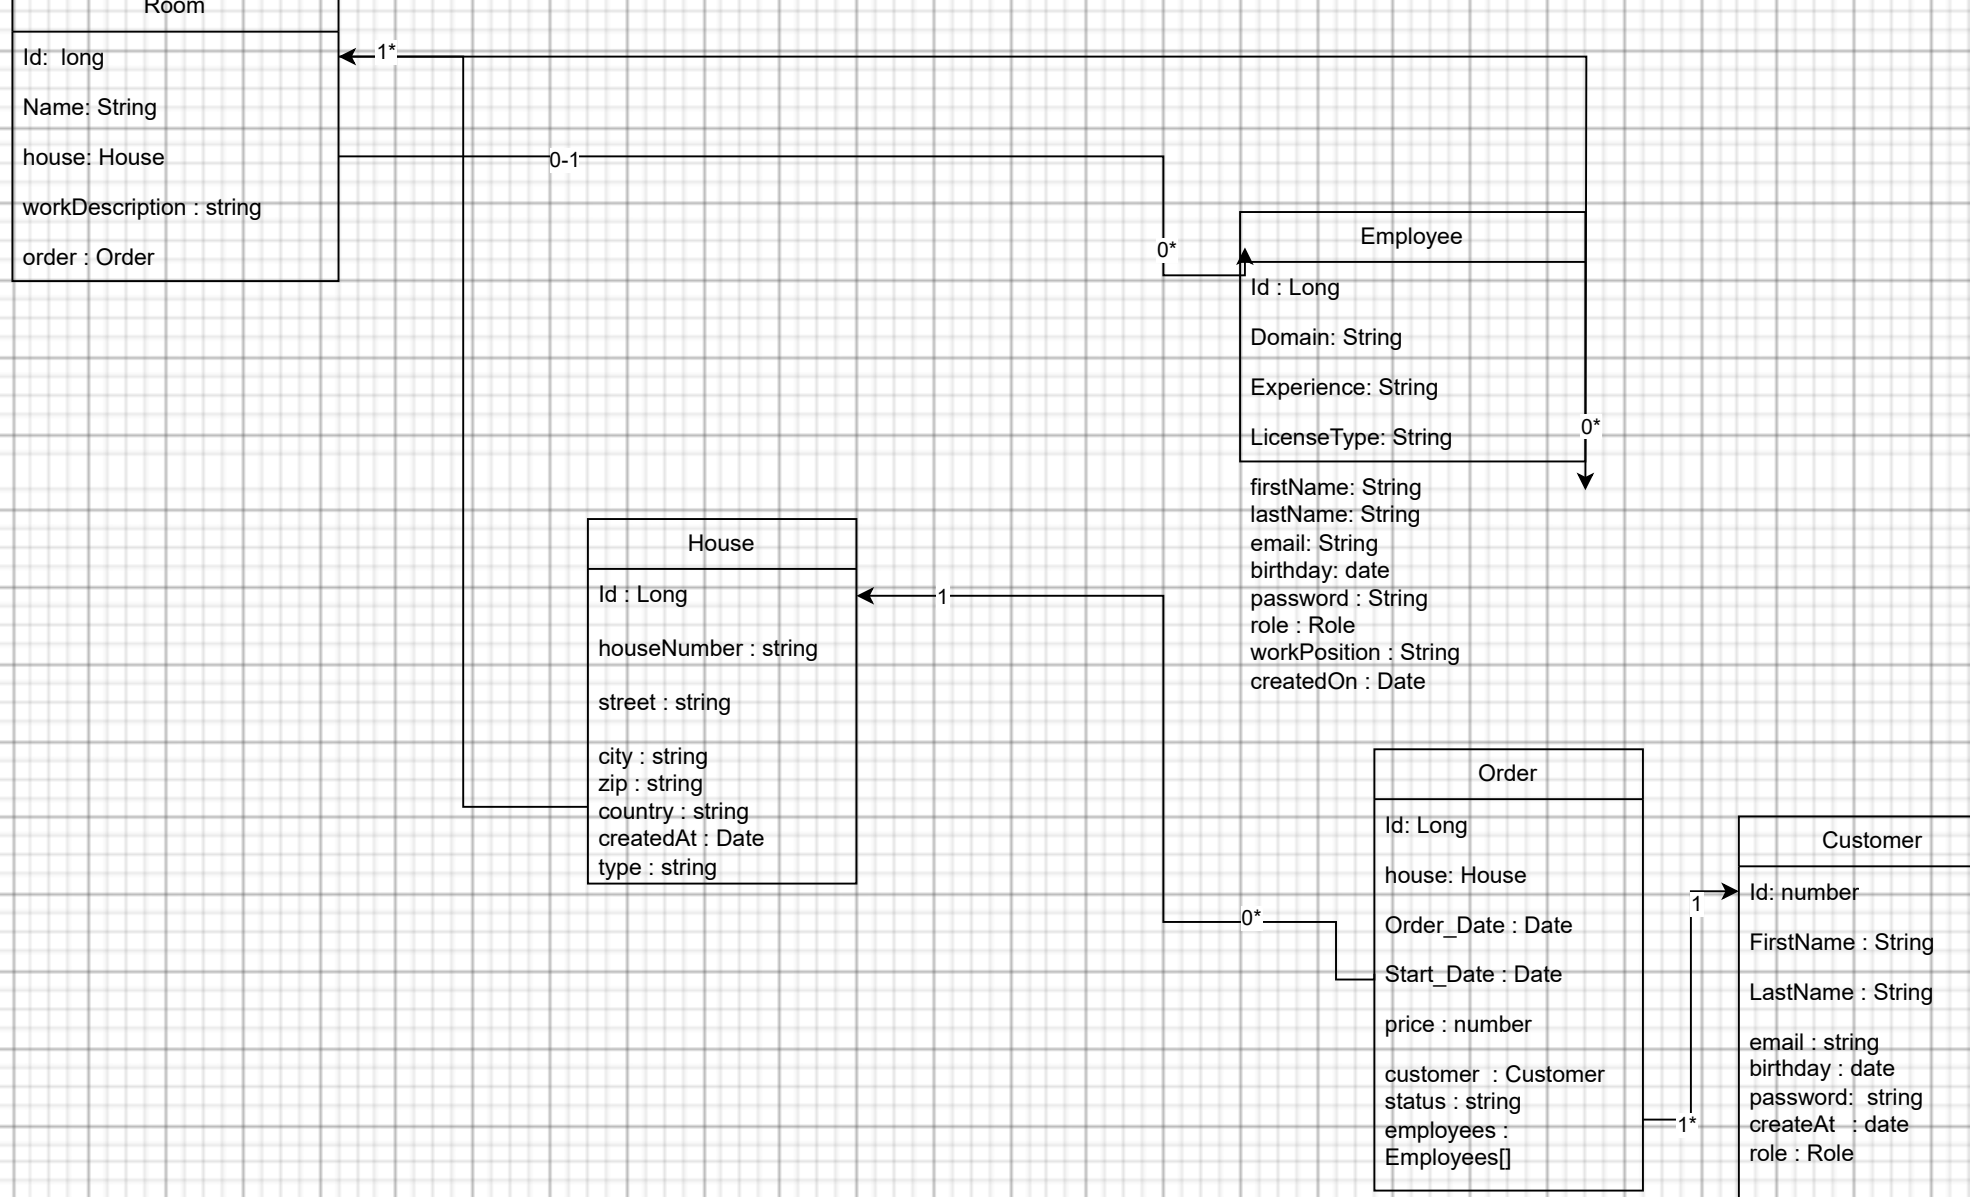 Room
Id:  long
Name: String
house: House
workDescription : string
order : Order
1*
0-1
0*
Employee
Id : Long
Domain: String
Experience: String
LicenseType: String
firstName: String
lastName: String
email: String
birthday: date
password : String
role : Role
workPosition : String
createdOn : Date
0*
House
Id : Long
houseNumber : string
street : string
city : string
zip : string
country : string
createdAt : Date
type : string
1
0*
Order
Id: Long
house: House
Order_Date : Date
Start_Date : Date
price : number
customer  : Customer
status : string
employees :
Employees[]
1
1*
Customer
Id: number
FirstName : String
LastName : String
email : string
birthday : date
password:  string
createAt  : date
role : Role